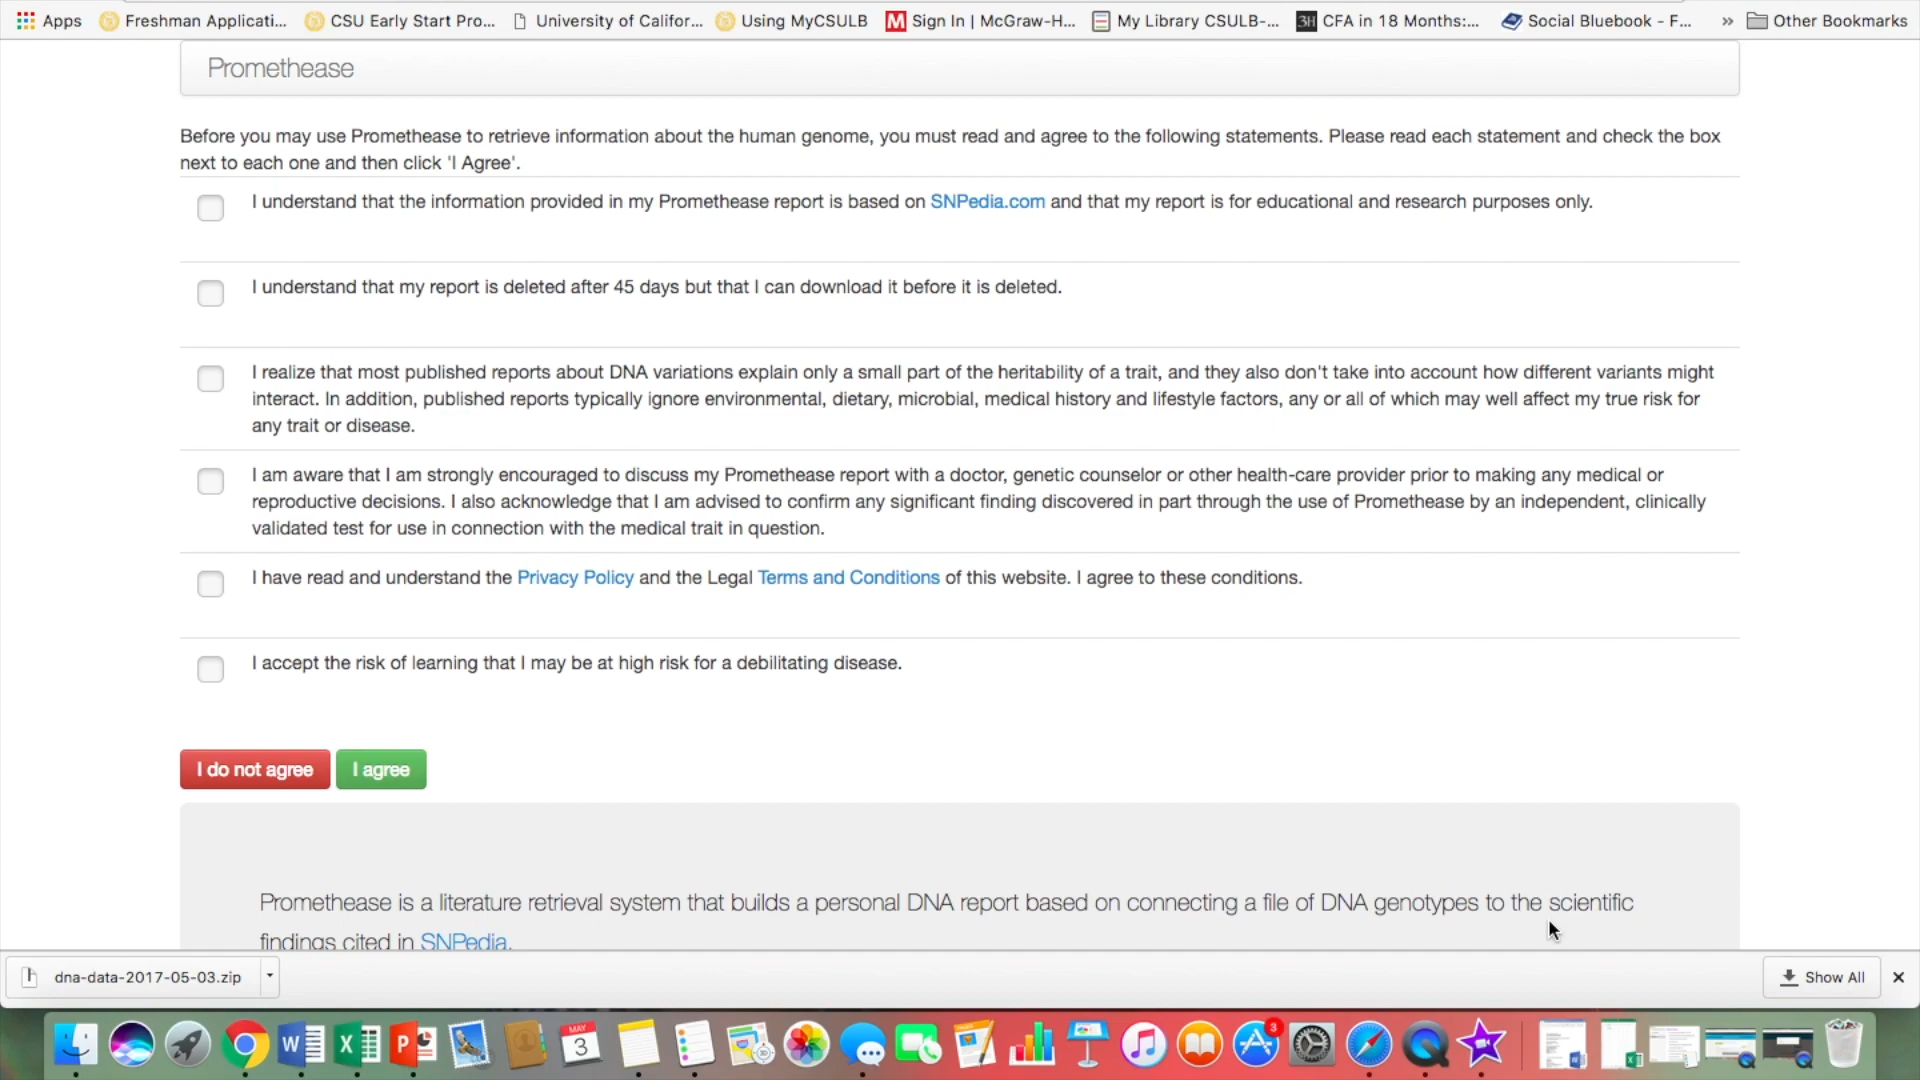 Apps Freshman Applicati... CSU Early Start Pro... University of Califor... Using MyCSULB M Sign In | McGraw-H... My Library CSULB-... 3H CFA in 18 Months:... Social Bluebook - F... » Other Bookmarks
Promethease
Before you may use Promethease to retrieve information about the human genome, you must read and agree to the following statements. Please read each statement and check the box
next to each one and then click 'I Agree'.
I understand that the information provided in my Promethease report is based on SNPedia.com and that my report is for educational and research purposes only.
I understand that my report is deleted after 45 days but that I can download it before it is deleted.
I realize that most published reports about DNA variations explain only a small part of the heritability of a trait, and they also don't take into account how different variants might
interact. In addition, published reports typically ignore environmental, dietary, microbial, medical history and lifestyle factors, any or all of which may well affect my true risk for
any trait or disease.
I am aware that I am strongly encouraged to discuss my Promethease report with a doctor, genetic counselor or other health-care provider prior to making any medical or
reproductive decisions. I also acknowledge that I am advised to confirm any significant finding discovered in part through the use of Promethease by an independent, clinically
validated test for use in connection with the medical trait in question.
I have read and understand the Privacy Policy and the Legal Terms and Conditions of this website. I agree to these conditions.
I accept the risk of learning that I may be at high risk for a debilitating disease.
I do not agree I agree
Promethease is a literature retrieval system that builds a personal DNA report based on connecting a file of DNA genotypes to the scientific
findings cited in SNPedia.
dna-data-2017-05-03.zip Show All
W X P MAY 3 3